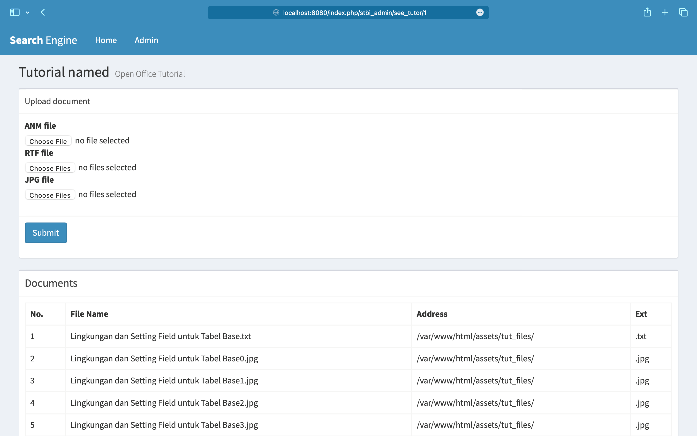 localhost:8080/index.php/stbi_admin/see_tutor/1
Search Engine Home Admin
Tutorial named Open Office Tutorial
Upload document
ANM file
Choose File no file selected
RTF file
Choose Files no files selected
JPG file
Choose Files no files selected
Submit
Documents
No. File Name Address Ext
1 Lingkungan dan Setting Field untuk Tabel Base.txt /var/www/html/assets/tut_files/ .txt
2 Lingkungan dan Setting Field untuk Tabel Base0.jpg /var/www/html/assets/tut_files/ .jpg
3 Lingkungan dan Setting Field untuk Tabel Base1.jpg /var/www/html/assets/tut_files/ .jpg
4 Lingkungan dan Setting Field untuk Tabel Base2.jpg /var/www/html/assets/tut_files/ .jpg
5 Lingkungan dan Setting Field untuk Tabel Base3.jpg /var/www/html/assets/tut_files/ .jpg